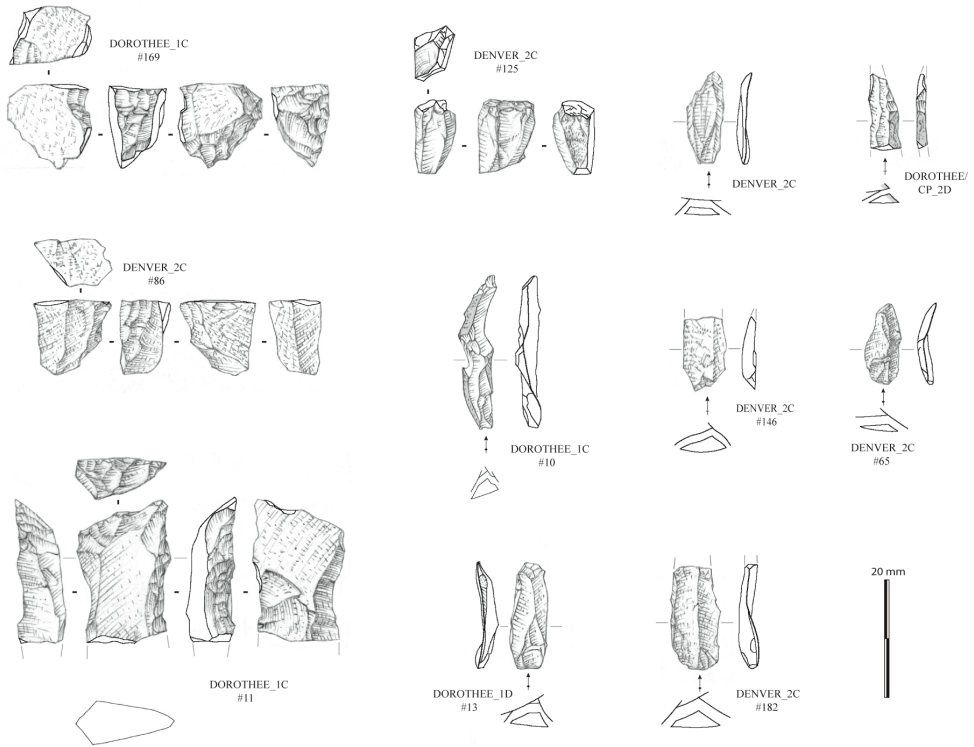 DOROTHEE_1C
#169
DENVER_2C
#125
DENVER_2C
DOROTHEE/
CP_2D
DENVER_2C
#86
DOROTHEE_1C
#10
DENVER_2C
#146
DENVER_2C
#65
DOROTHEE_1C
#11
DOROTHEE_1D
#13
DENVER_2C
#182
20 mm